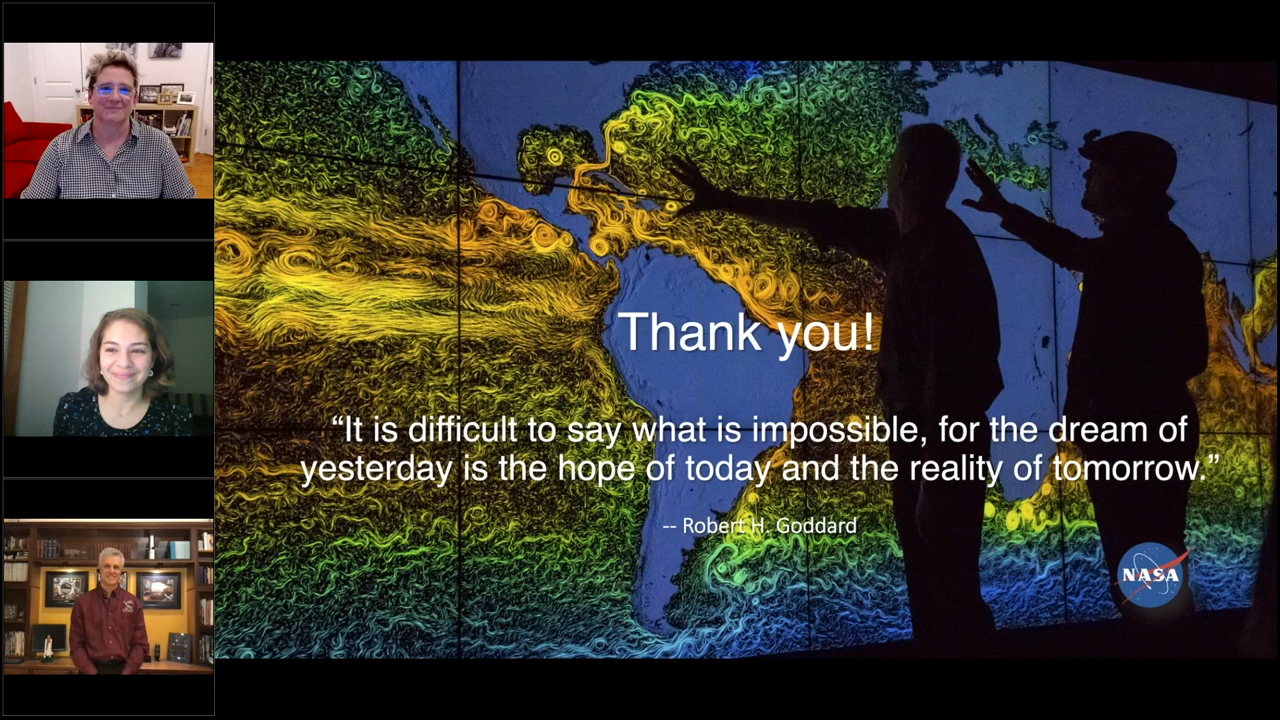 Thank you!
“It is difficult to say what is impossible, for the dream of
yesterday is the hope of today and the reality of tomorrow.”
-- Robert H. Goddard
NASA